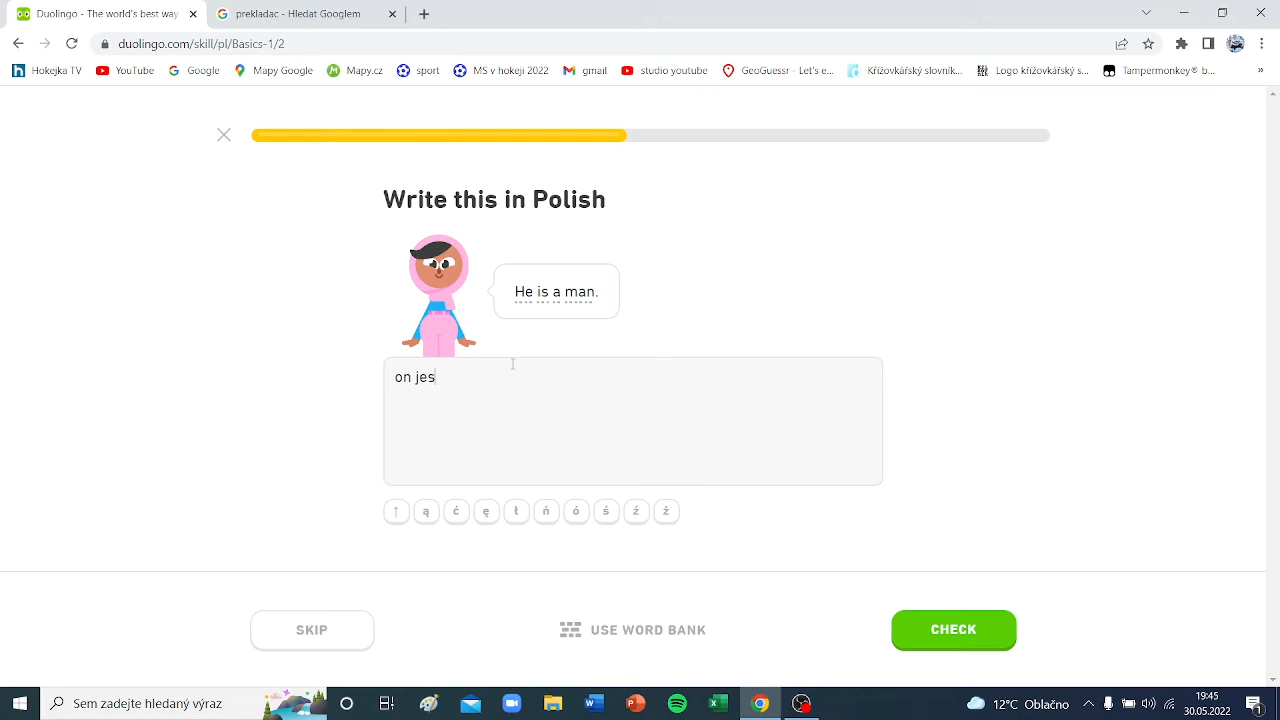 Duolingo - The world's best way
prekladac - Hledat Googlem
duolingo.com/skill/pl/Basics-1/2
Hokejka TV
YouTube
Google
Mapy Google
Mapy.cz
sport
MS v hokeji 2022
gmail
studio youtube
GeoGuessr - Let's e...
Křížovkářský slovník...
Logo křížovkářský s...
Tampermonkey® b...
»
Write this in Polish
He is a man.
on jes
↑ ą ć ę ł ń ó ś ź ż
SKIP
USE WORD BANK
CHECK
Sem zadejte hledaný výraz
12°C Oblačno
19:45
30.05.2022